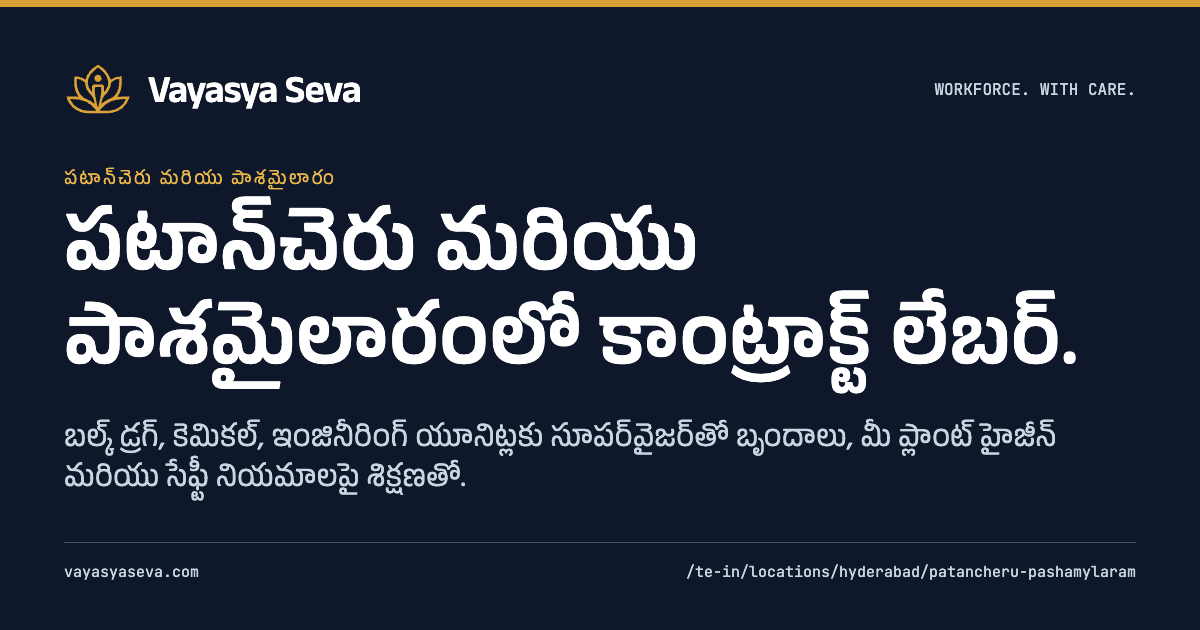 Vayasya Seva
WORKFORCE. WITH CARE.
పటాన్‌చెరు మరియు పాశమైలారం
పటాన్‌చెరు మరియు
పాశమైలారంలో కాంట్రాక్ట్ లేబర్.
బల్క్ డ్రగ్, కెమికల్, ఇంజినీరింగ్ యూనిట్లకు సూపర్‌వైజర్‌తో బృందాలు, మీ ప్లాంట్ హైజీన్
మరియు సేఫ్టీ నియమాలపై శిక్షణతో.
vayasyaseva.com
/te-in/locations/hyderabad/patancheru-pashamylaram